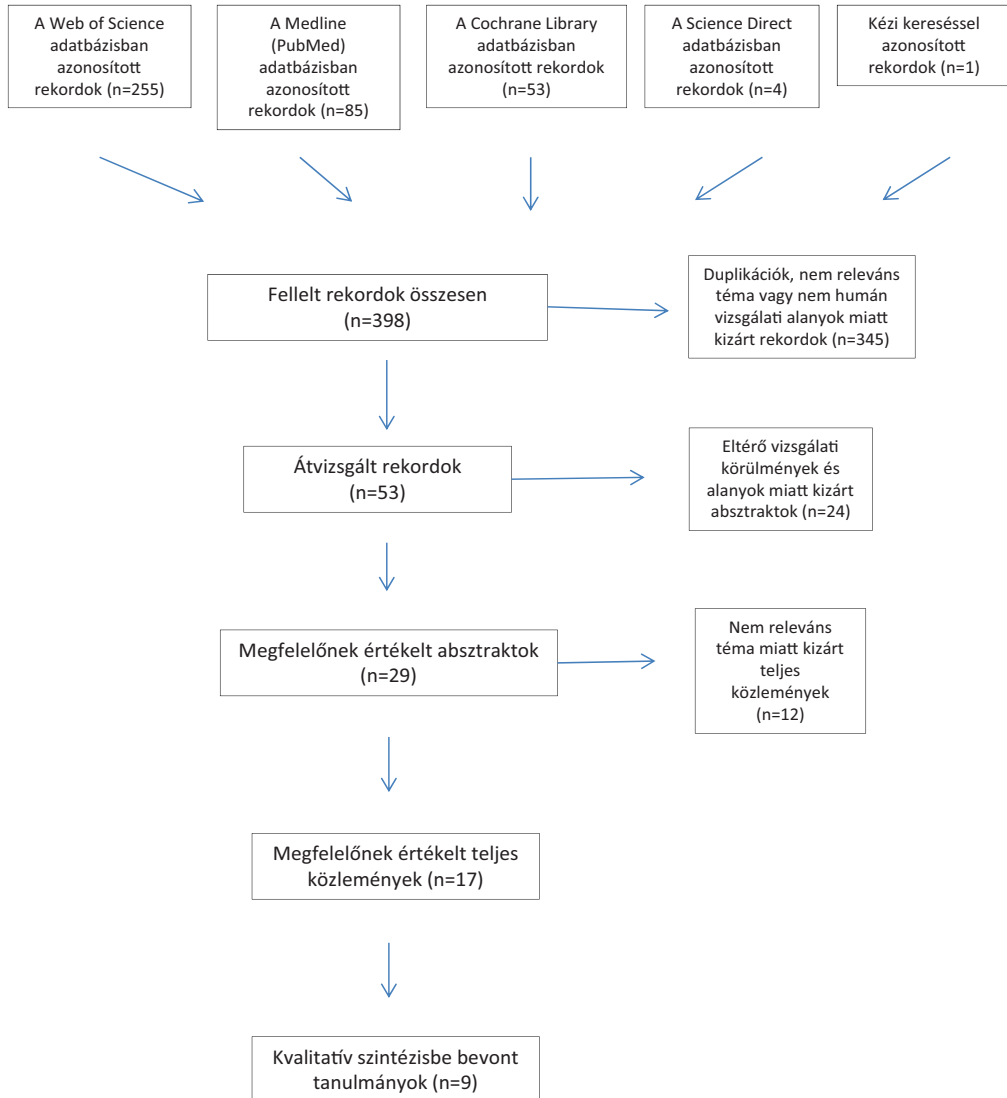 A Web of Science
adatbázisban
azonosított
rekordok (n=255)
A Medline
(PubMed)
adatbázisban
azonosított
rekordok (n=85)
A Cochrane Library
adatbázisban
azonosított rekordok
(n=53)
A Science Direct
adatbázisban
azonosított
rekordok (n=4)
Kézi kereséssel
azonosított
rekordok (n=1)
Fellelt rekordok összesen
(n=398)
Duplikációk, nem releváns
téma vagy nem humán
vizsgálati alanyok miatt
kizárt rekordok (n=345)
Átvizsgált rekordok
(n=53)
Eltérő vizsgálati
körülmények és
alanyok miatt kizárt
absztraktok (n=24)
Megfelelőnek értékelt absztraktok
(n=29)
Nem releváns
téma miatt kizárt
teljes
közlemények
(n=12)
Megfelelőnek értékelt teljes
közlemények (n=17)
Kvalitatív szintézisbe bevont
tanulmányok (n=9)